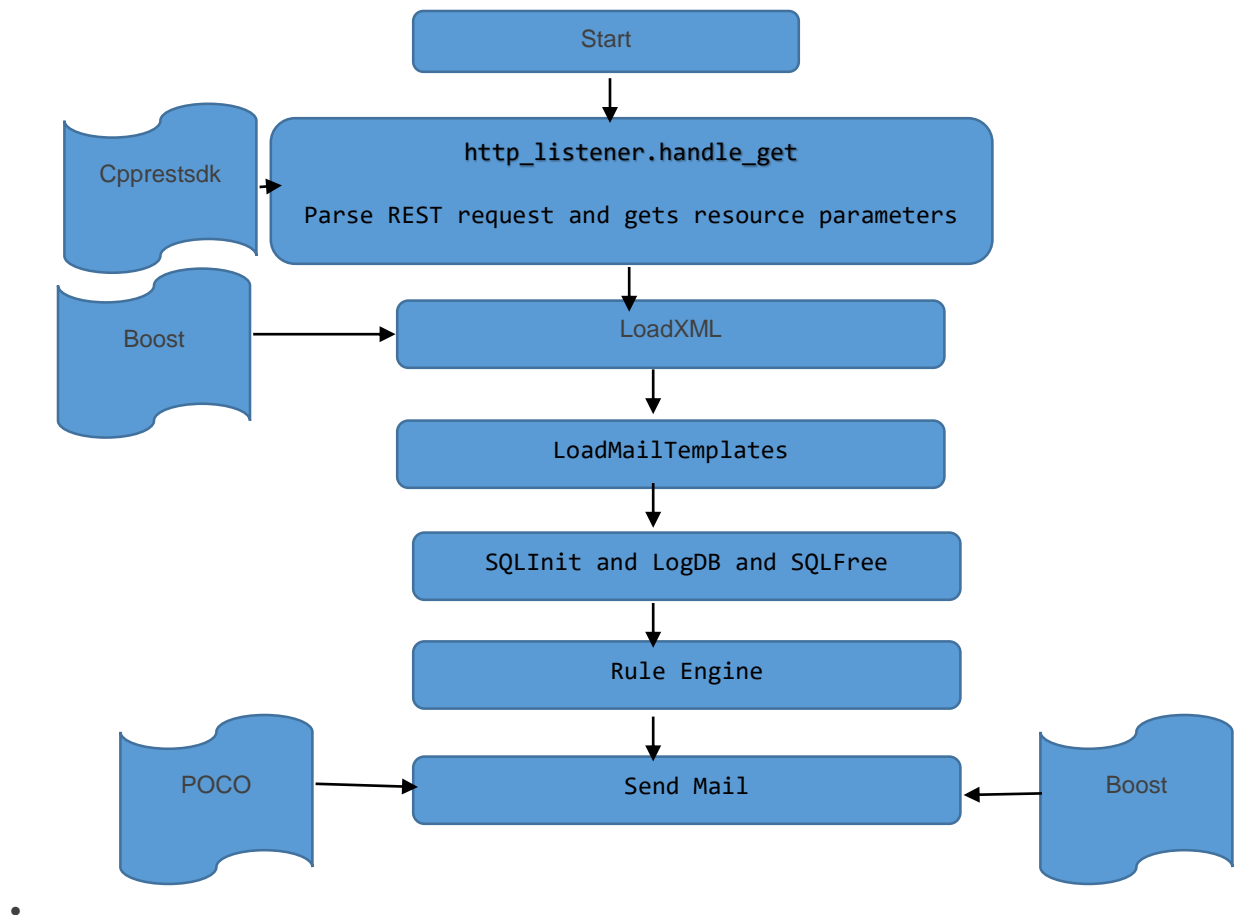 Start
http_listener.handle_get
Cpprestsdk
Parse REST request and gets resource parameters
Boost
LoadXML
LoadMailTemplates
SQLInit and LogDB and SQLFree
Rule Engine
POCO
Send Mail
Boost